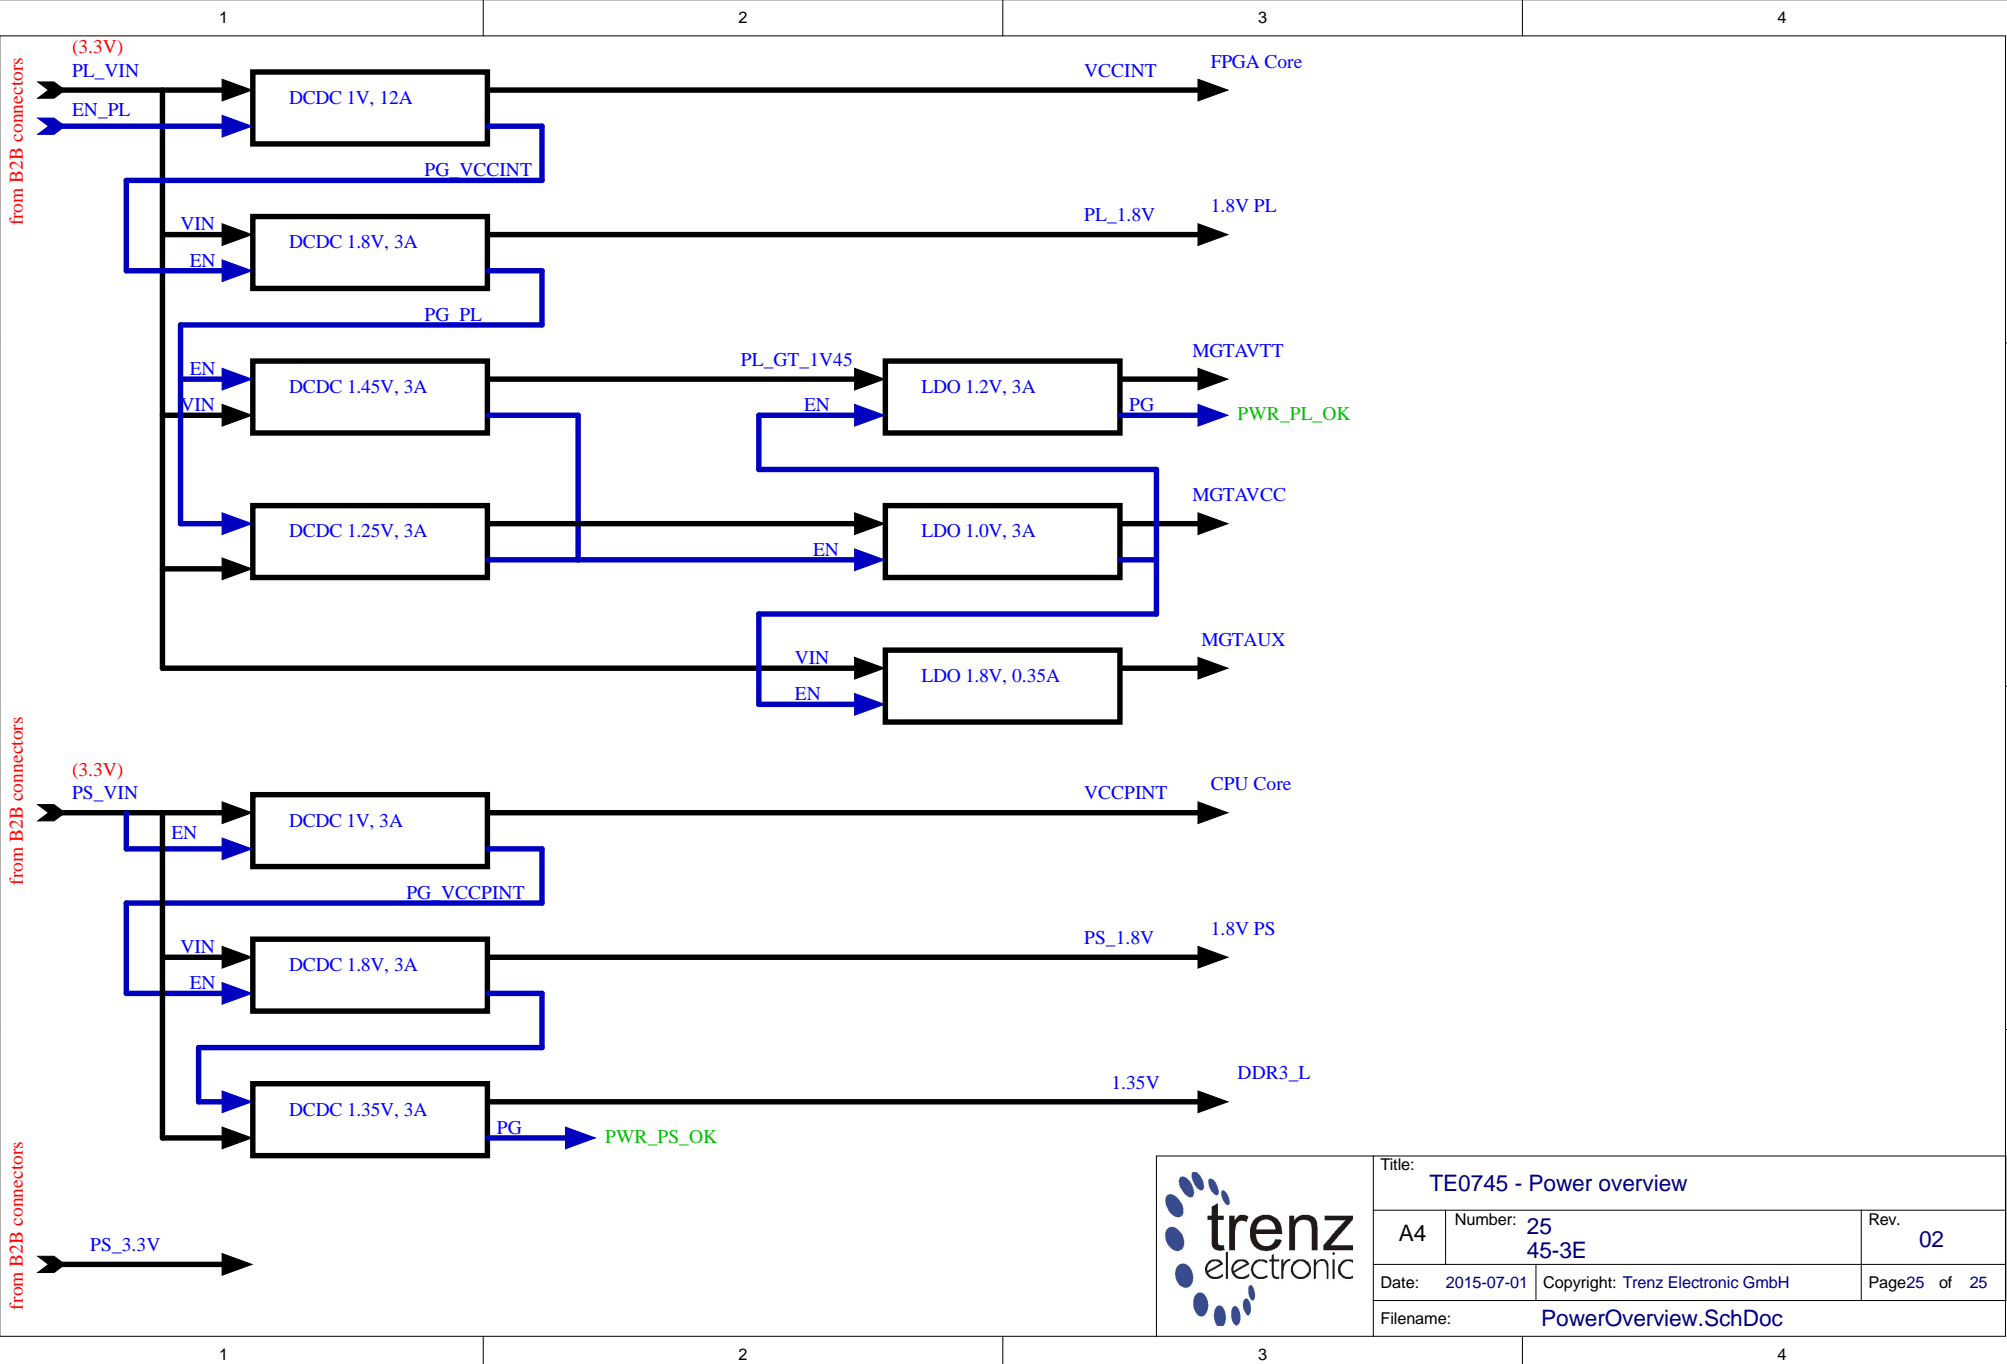 1 2 3 4
from B2B connectors
(3.3V)
PL_VIN
EN_PL
DCDC 1V, 12A
VCCINT
FPGA Core
PG_VCCINT
VIN
EN
DCDC 1.8V, 3A
PL_1.8V
1.8V PL
PG_PL
EN
VIN
DCDC 1.45V, 3A
PL_GT_1V45
EN
LDO 1.2V, 3A
MGTAVTT
PG
PWR_PL_OK
DCDC 1.25V, 3A
EN
LDO 1.0V, 3A
MGTAVCC
VIN
EN
LDO 1.8V, 0.35A
MGTAUX
from B2B connectors
(3.3V)
PS_VIN
EN
DCDC 1V, 3A
VCCPINT
CPU Core
PG_VCCPINT
VIN
EN
DCDC 1.8V, 3A
PS_1.8V
1.8V PS
DCDC 1.35V, 3A
1.35V
DDR3_L
PG
PWR_PS_OK
from B2B connectors
PS_3.3V
trenz
electronic
Title:
TE0745 - Power overview
A4
Number: 25
45-3E
Rev.
02
Date: 2015-07-01
Copyright: Trenz Electronic GmbH
Page25 of 25
Filename: PowerOverview.SchDoc
1 2 3 4